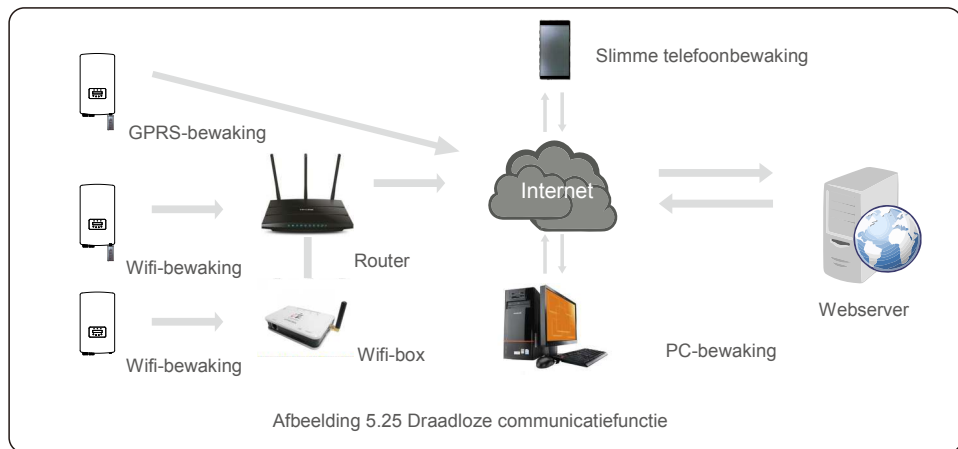 Slimme telefoonbewaking
GPRS-bewaking
Internet
Wifi-bewaking
Router
Webserver
Wifi-bewaking
Wifi-box
PC-bewaking
Afbeelding 5.25 Draadloze communicatiefunctie